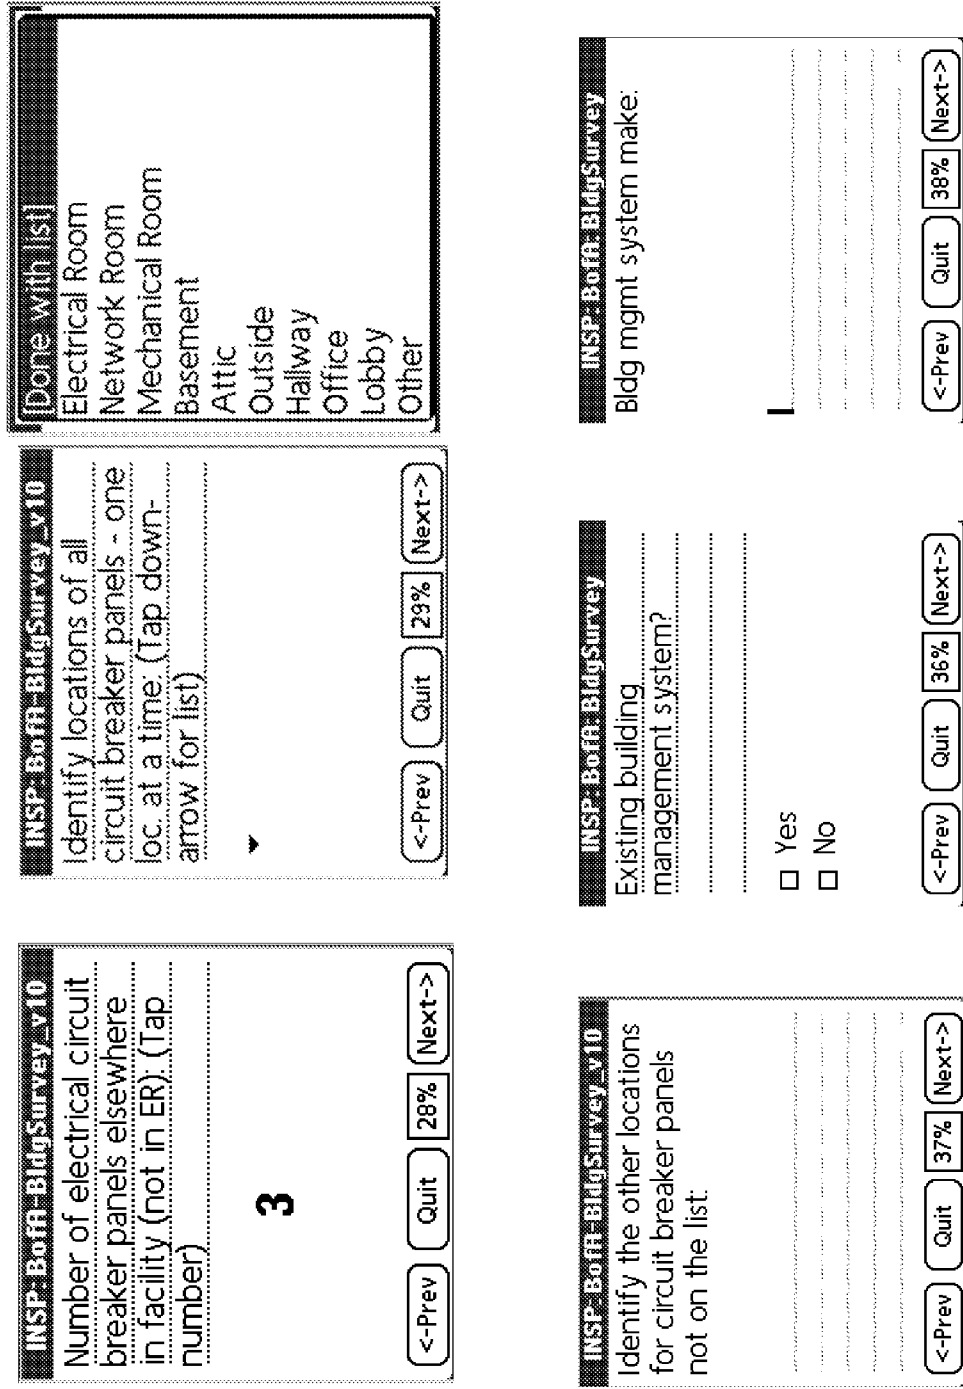 INSP: BofA-BldgSurvey_v10
Number of electrical circuit
breaker panels elsewhere
in facility (not in ER): (Tap
number)
3
<-Prev Quit 28% Next->
INSP: BofA-BldgSurvey_v10
Identify locations of all
circuit breaker panels - one
loc. at a time: (Tap down-
arrow for list)
<-Prev Quit 29% Next->
[Done with list]
Electrical Room
Network Room
Mechanical Room
Basement
Attic
Outside
Hallway
Office
Lobby
Other
INSP: BofA-BldgSurvey_v10
Identify the other locations
for circuit breaker panels
not on the list:
<-Prev Quit 37% Next->
INSP: BofA: BldgSurvey
Existing building
management system?
Yes
No
<-Prev Quit 36% Next->
INSP: BofA: BldgSurvey
Bldg mgmt system make:
<-Prev Quit 38% Next->